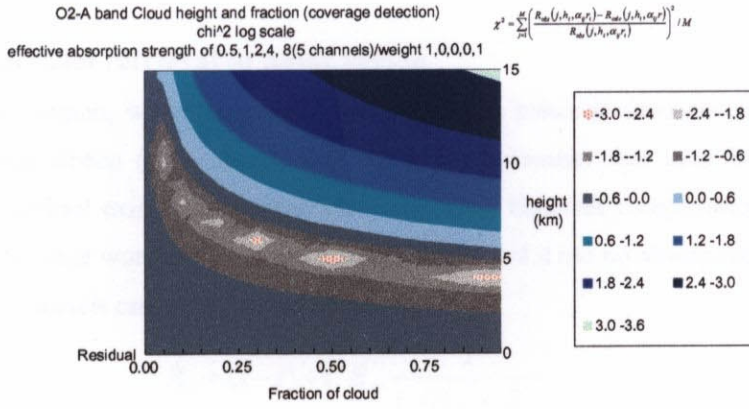 O2-A band Cloud height and fraction (coverage detection)
chi^2 log scale
effective absorption strength of 0.5,1,2,4, 8(5 channels)/weight 1,0,0,0,1
15
10
height
(km)
5
0
Residual
0.00 0.25 0.50 0.75
Fraction of cloud
-3.0 --2.4 -2.4 --1.8
-1.8 --1.2 -1.2 --0.6
-0.6 -0.0 0.0 -0.6
0.6 -1.2 1.2 -1.8
1.8 -2.4 2.4 -3.0
3.0 -3.6